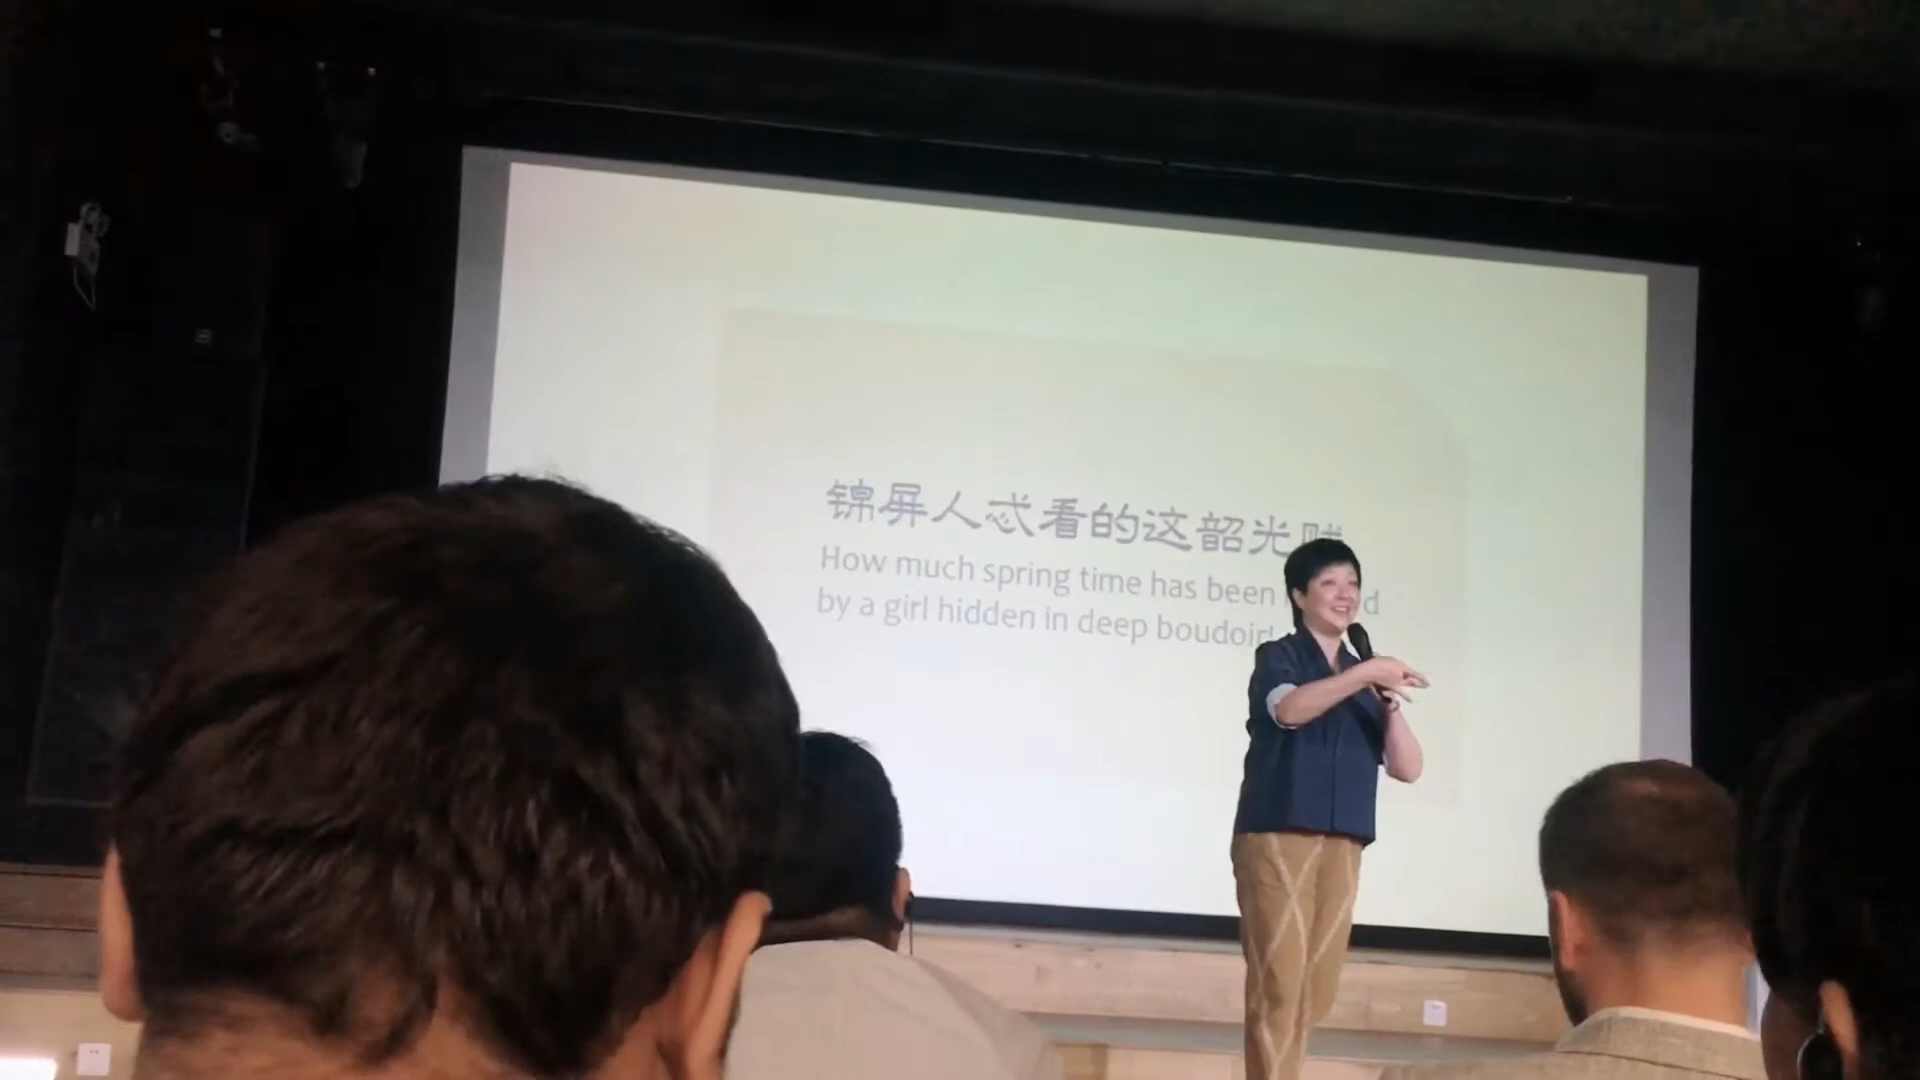 锦屏人忒看的这韶光贱
How much spring time has been
by a girl hidden in deep boudoir!